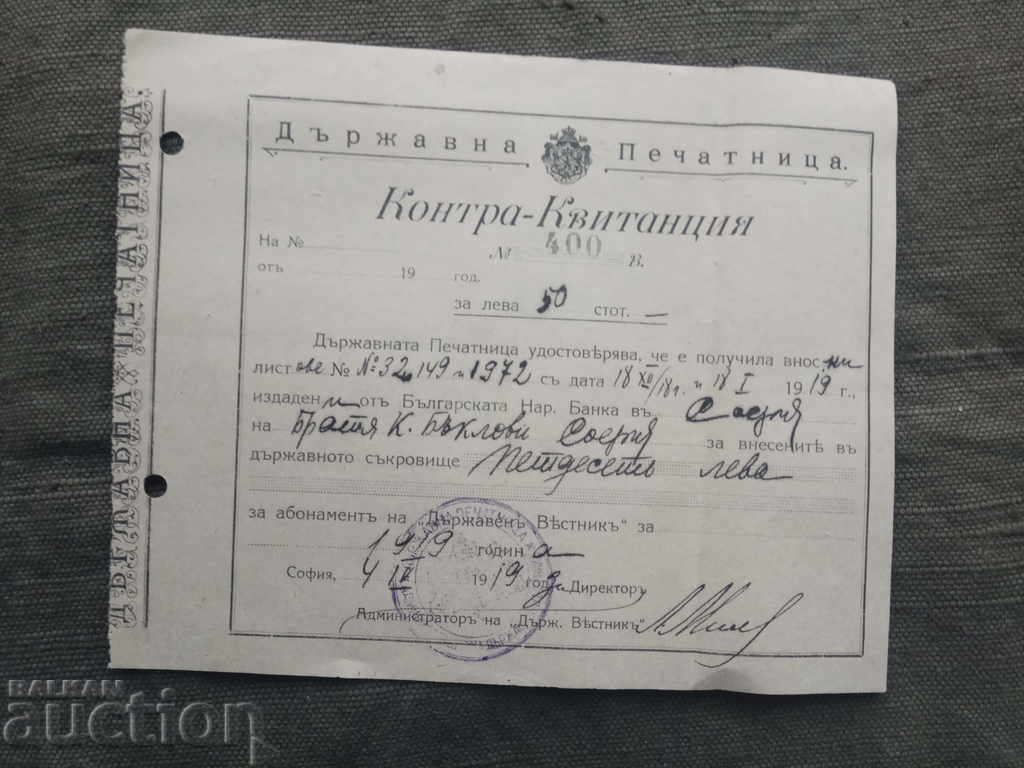 ДЪРЖАВНА ПЕЧАТНИЦА.
Държавна Печатница.
Контра-Квитанция
На № № 400 В.
отъ 19 год.
за лева 50 стот. —
Държавната Печатница удостовѣрява, че е получила вносни
листове № № 32149 и 1972 съ дата 18 XII/18 г. и 18 I 1919 г.,
издадени отъ Българската Нар. Банка въ София
на Братя К. Бъклови София за внесенитѣ въ
държавното съкровище петдесеть лева
за абонаментъ на „Държавенъ Вѣстникъ" за
1919 година
София, 4 II 1919 год. Директоръ
Администраторъ на „Държ. Вѣстникъ"
BALKAN
auction